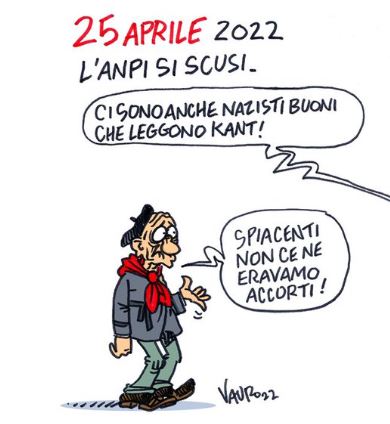 25 APRILE 2022
L'ANPI SI SCUSI_
CI SONO ANCHE NAZISTI BUONI
CHE LEGGONO KANT!
SPIACENTI
NON CE NE
ERAVAMO
ACCORTI!
VAURO22